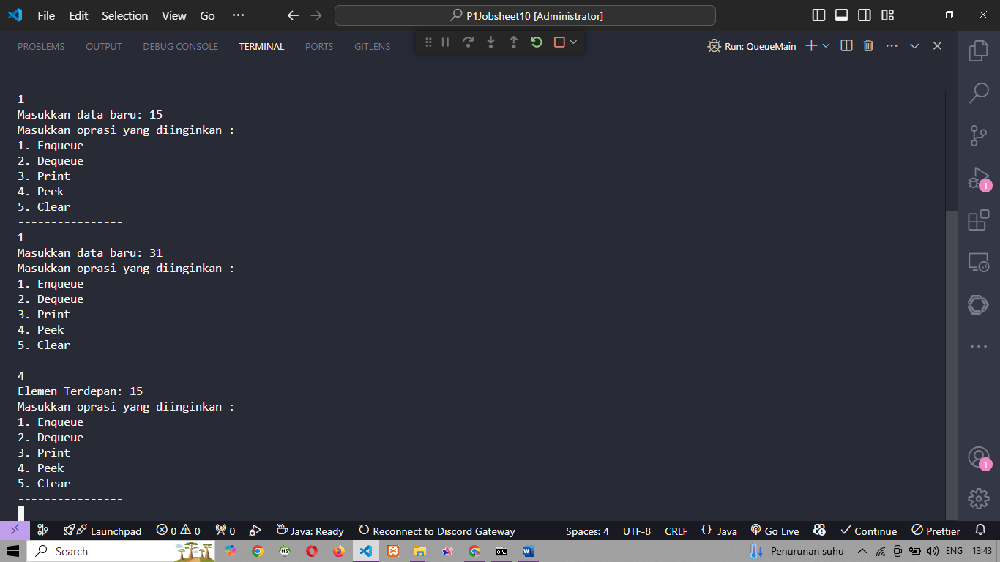 File Edit Selection View Go ··· P1Jobsheet10 [Administrator]
PROBLEMS OUTPUT DEBUG CONSOLE TERMINAL PORTS GITLENS Run: QueueMain
1
Masukkan data baru: 15
Masukkan oprasi yang diinginkan :
1. Enqueue
2. Dequeue
3. Print
4. Peek
5. Clear
----------------
1
Masukkan data baru: 31
Masukkan oprasi yang diinginkan :
1. Enqueue
2. Dequeue
3. Print
4. Peek
5. Clear
----------------
4
Elemen Terdepan: 15
Masukkan oprasi yang diinginkan :
1. Enqueue
2. Dequeue
3. Print
4. Peek
5. Clear
----------------
1
1
Launchpad 0 0 0 Java: Ready Reconnect to Discord Gateway Spaces: 4 UTF-8 CRLF {} Java Go Live Continue Prettier
Search Penurunan suhu ENG 13:43